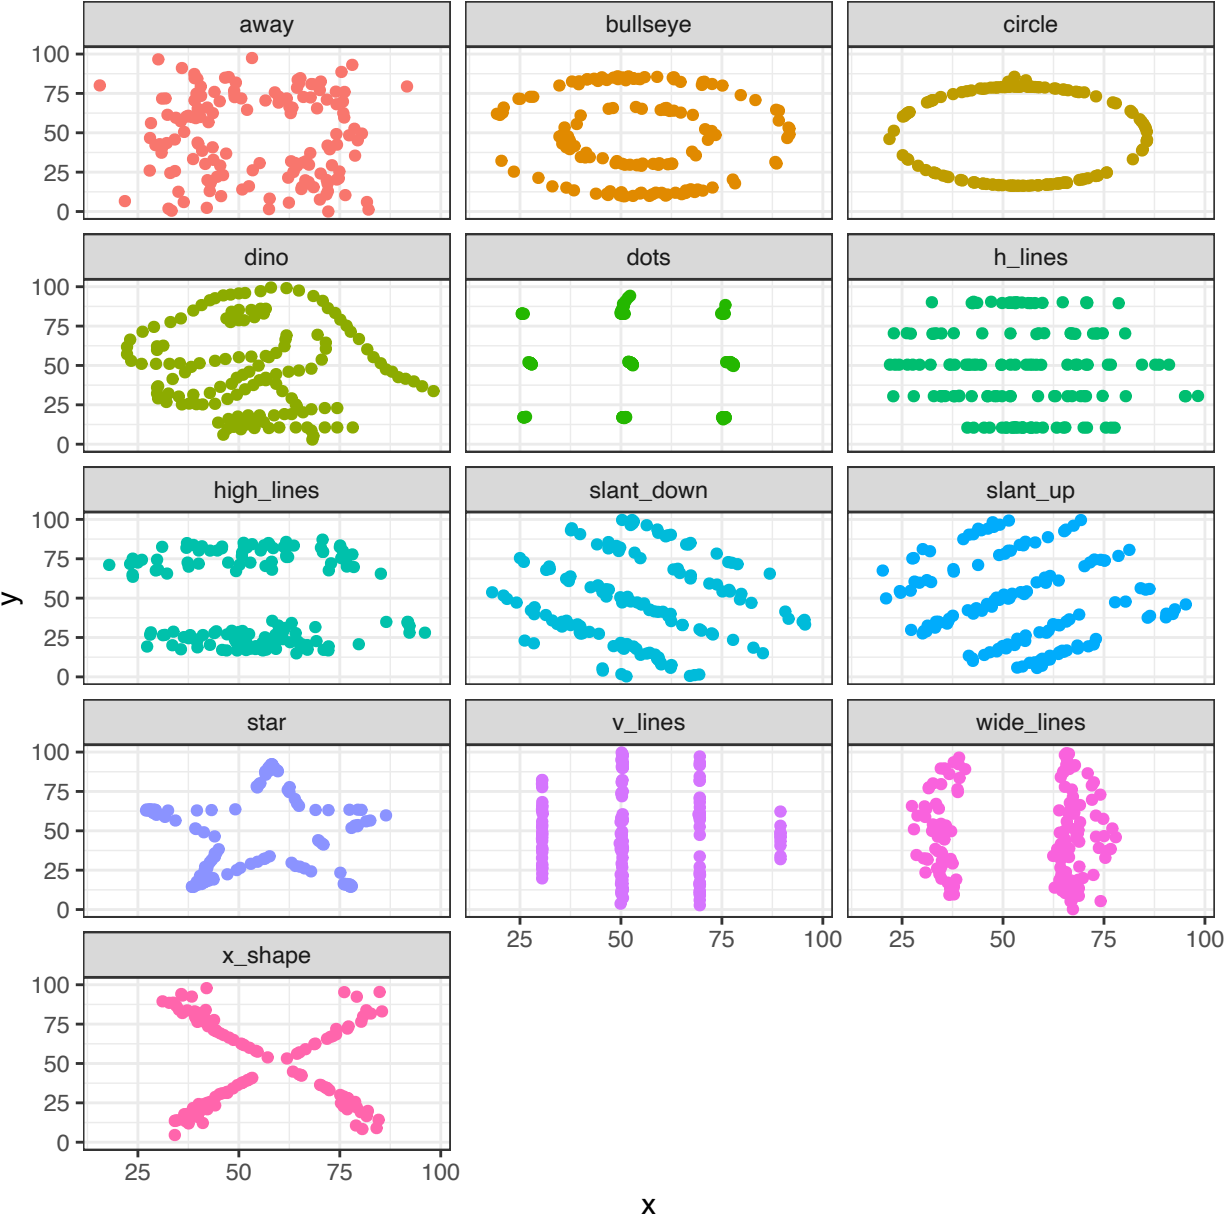 away bullseye circle
100
75
50
25
0
dino dots h_lines
100
75
50
25
0
high_lines slant_down slant_up
100
75
50
25
0
star v_lines wide_lines
100
75
50
25
0
25 50 75 100 25 50 75 100
x_shape
100
75
50
25
0
25 50 75 100
x
y